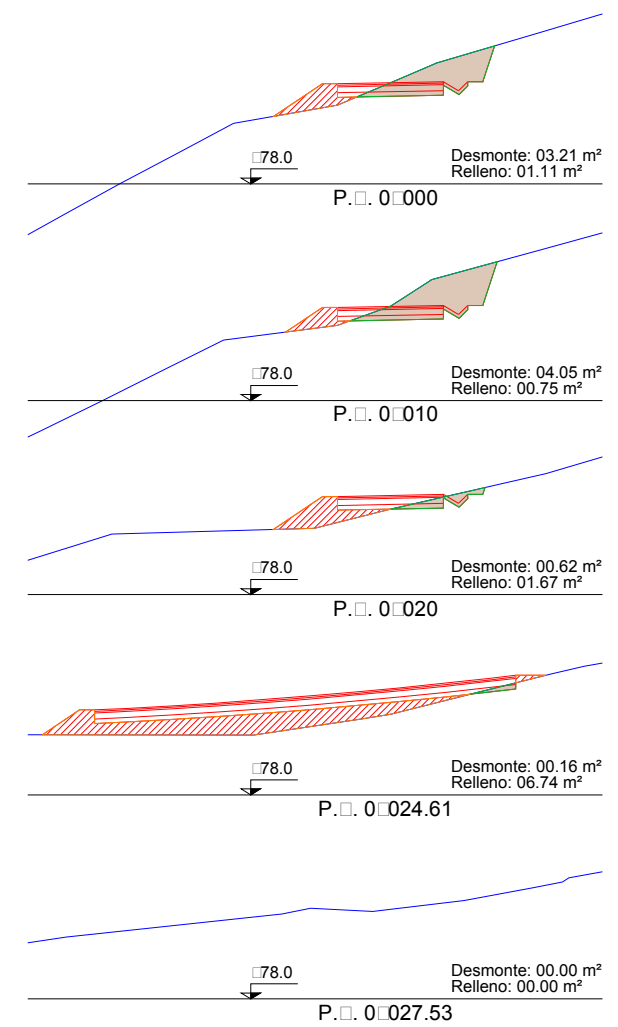 □78.0
Desmonte: 03.21 m²
Relleno: 01.11 m²
P.□. 0□000
□78.0
Desmonte: 04.05 m²
Relleno: 00.75 m²
P.□. 0□010
□78.0
Desmonte: 00.62 m²
Relleno: 01.67 m²
P.□. 0□020
□78.0
Desmonte: 00.16 m²
Relleno: 06.74 m²
P.□. 0□024.61
□78.0
Desmonte: 00.00 m²
Relleno: 00.00 m²
P.□. 0□027.53